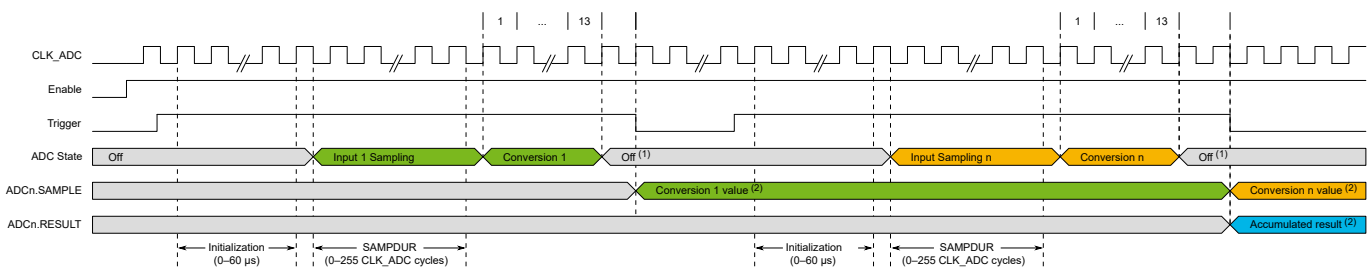 1 ... 13 1 ... 13
CLK_ADC
Enable
Trigger
ADC State Off Input 1 Sampling Conversion 1 Off (1) Input Sampling n Conversion n Off (1)
ADCn.SAMPLE Conversion 1 value (2) Conversion n value (2)
ADCn.RESULT Accumulated result (2)
Initialization SAMPDUR Initialization SAMPDUR
(0–60 µs) (0–255 CLK_ADC cycles) (0–60 µs) (0–255 CLK_ADC cycles)